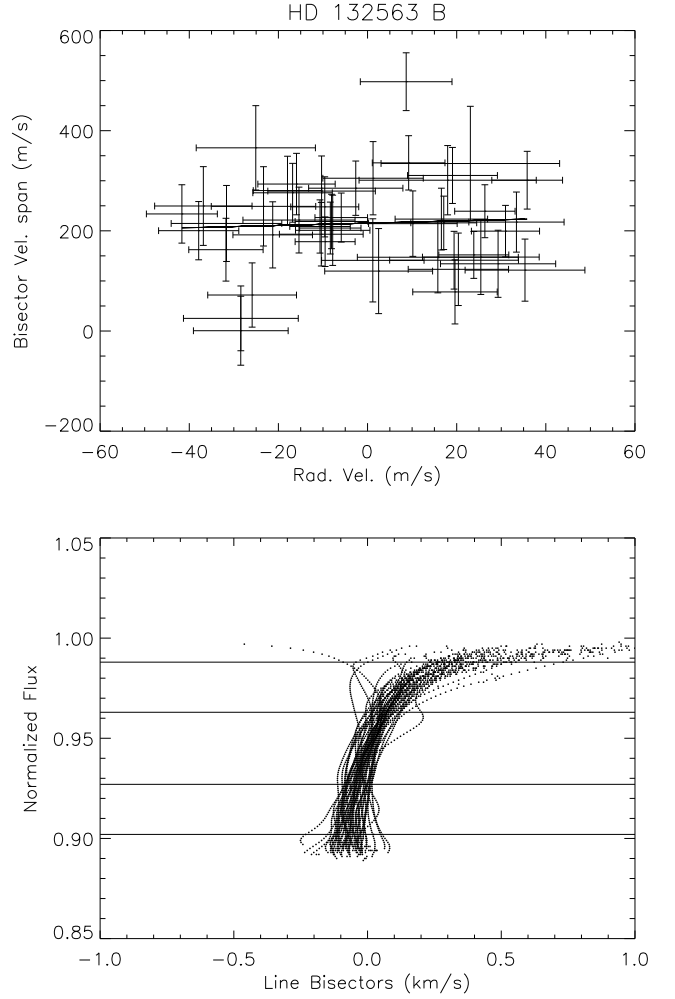 HD 132563 B
600
400
200
0
−200
Bisector Vel. span (m/s)
−60 −40 −20 0 20 40 60
Rad. Vel. (m/s)
1.05
1.00
0.95
0.90
0.85
Normalized Flux
−1.0 −0.5 0.0 0.5 1.0
Line Bisectors (km/s)